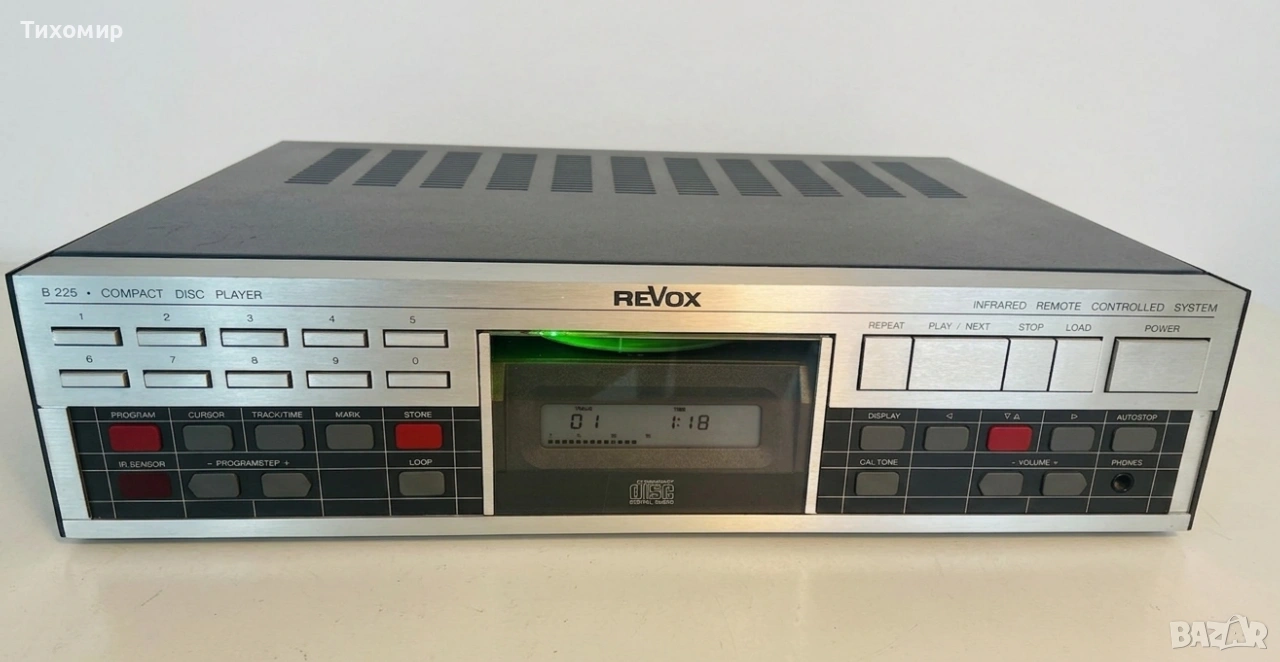 Тихомир
B 225 • COMPACT DISC PLAYER
REVOX
INFRARED REMOTE CONTROLLED SYSTEM
1 2 3 4 5
6 7 8 9 0
REPEAT PLAY / NEXT STOP LOAD POWER
PROGRAM CURSOR TRACK/TIME MARK STONE
IR.SENSOR - PROGRAMSTEP + LOOP
TIME
01 1:18
disc
DISPLAY ◁ ▽ △ ▷ AUTOSTOP
CAL TONE - VOLUME + PHONES
BAZAR